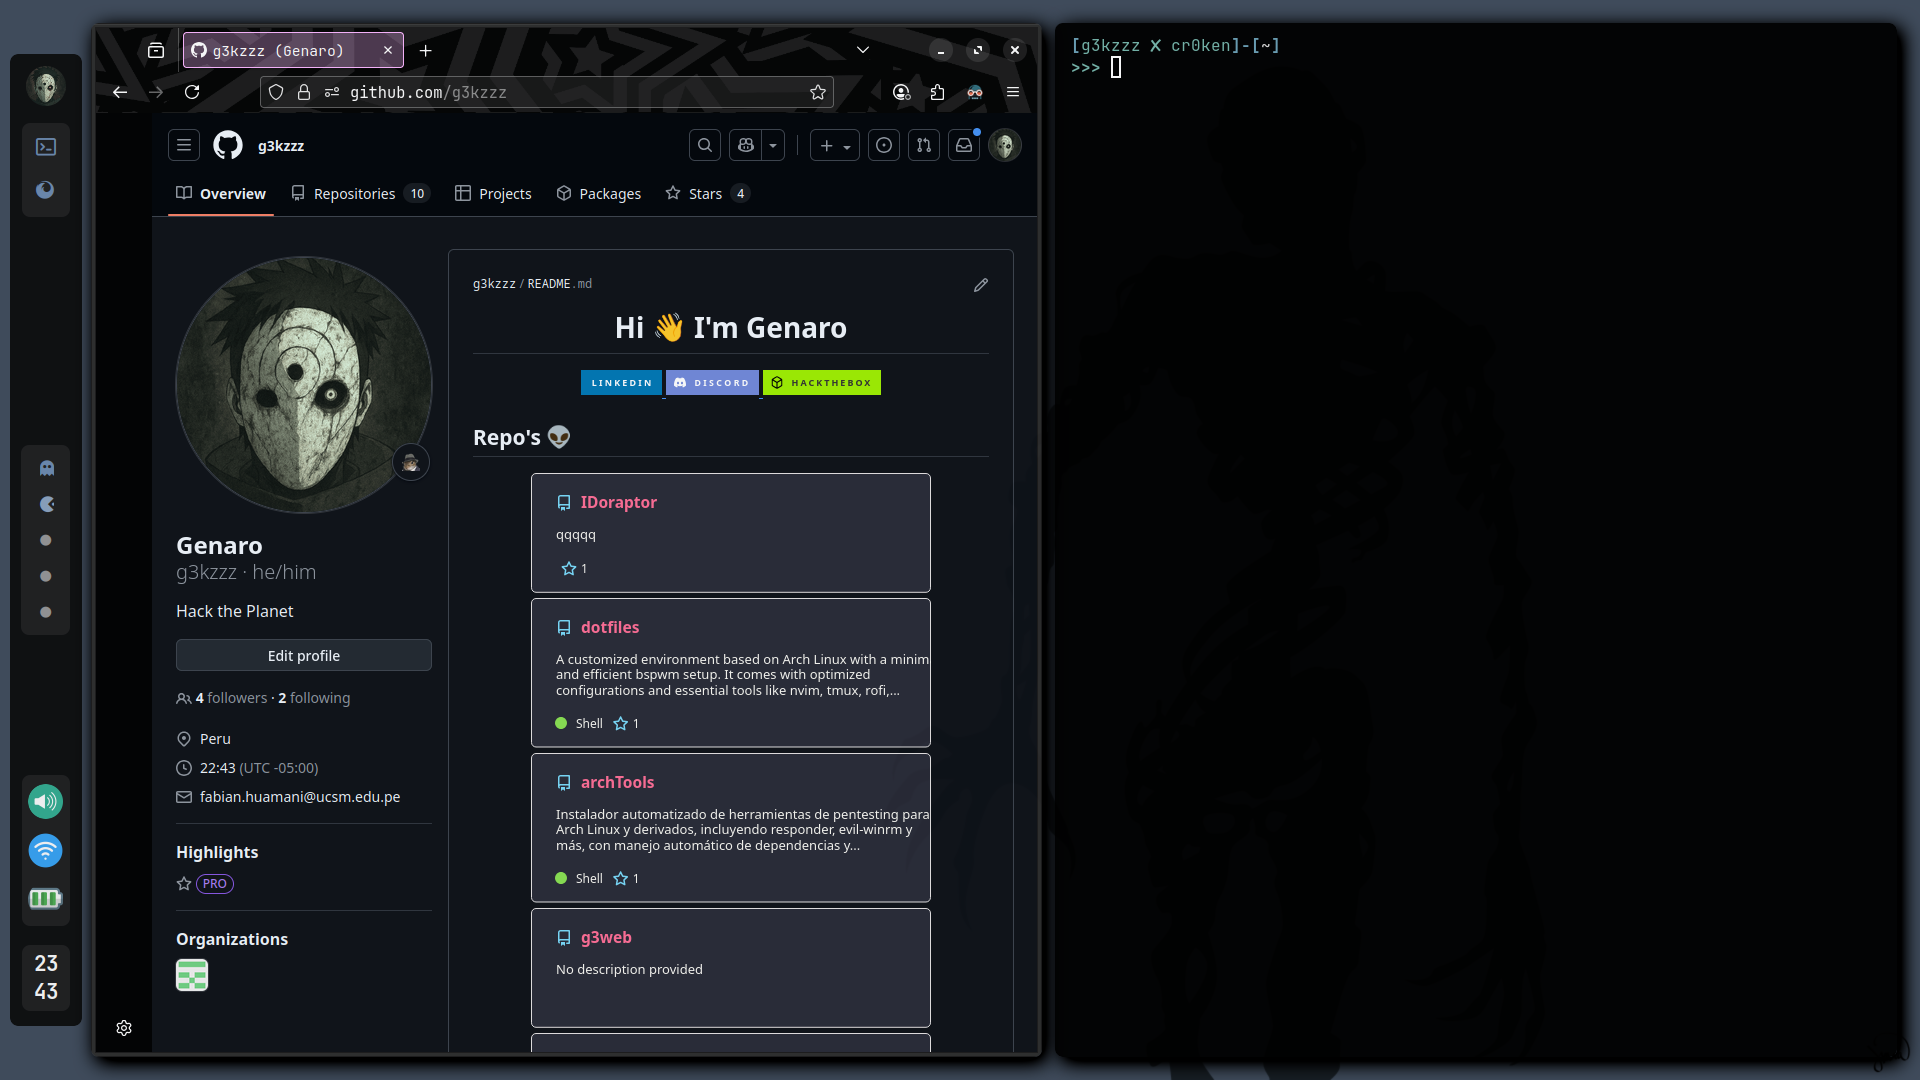 g3kzzz (Genaro)
github.com/g3kzzz
g3kzzz
Overview
Repositories 10
Projects
Packages
Stars 4
Genaro
g3kzzz · he/him
Hack the Planet
Edit profile
4 followers · 2 following
Peru
22:43 (UTC -05:00)
fabian.huamani@ucsm.edu.pe
Highlights
PRO
Organizations
g3kzzz / README.md
Hi 👋 I'm Genaro
LINKEDIN
DISCORD
HACKTHEBOX
Repo's 👽
IDoraptor
qqqqq
1
dotfiles
A customized environment based on Arch Linux with a minim
and efficient bspwm setup. It comes with optimized
configurations and essential tools like nvim, tmux, rofi,...
Shell 1
archTools
Instalador automatizado de herramientas de pentesting para
Arch Linux y derivados, incluyendo responder, evil-winrm y
más, con manejo automático de dependencias y...
Shell 1
g3web
No description provided
23
43
[g3kzzz ✗ cr0ken]-[~]
>>>